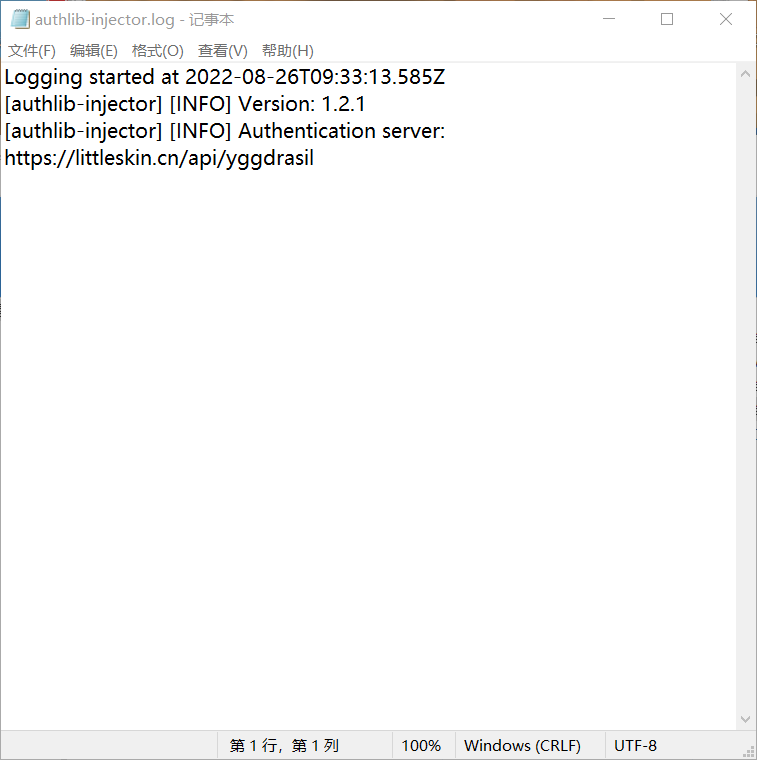 authlib-injector.log - 记事本
文件(F) 编辑(E) 格式(O) 查看(V) 帮助(H)
Logging started at 2022-08-26T09:33:13.585Z
[authlib-injector] [INFO] Version: 1.2.1
[authlib-injector] [INFO] Authentication server:
https://littleskin.cn/api/yggdrasil
第 1 行，第 1 列 100% Windows (CRLF) UTF-8